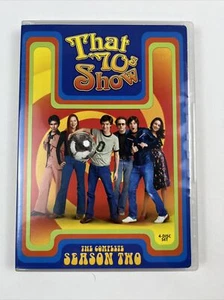 That
'70s
Show
4-DISC
SET
THE COMPLETE
SEASON TWO